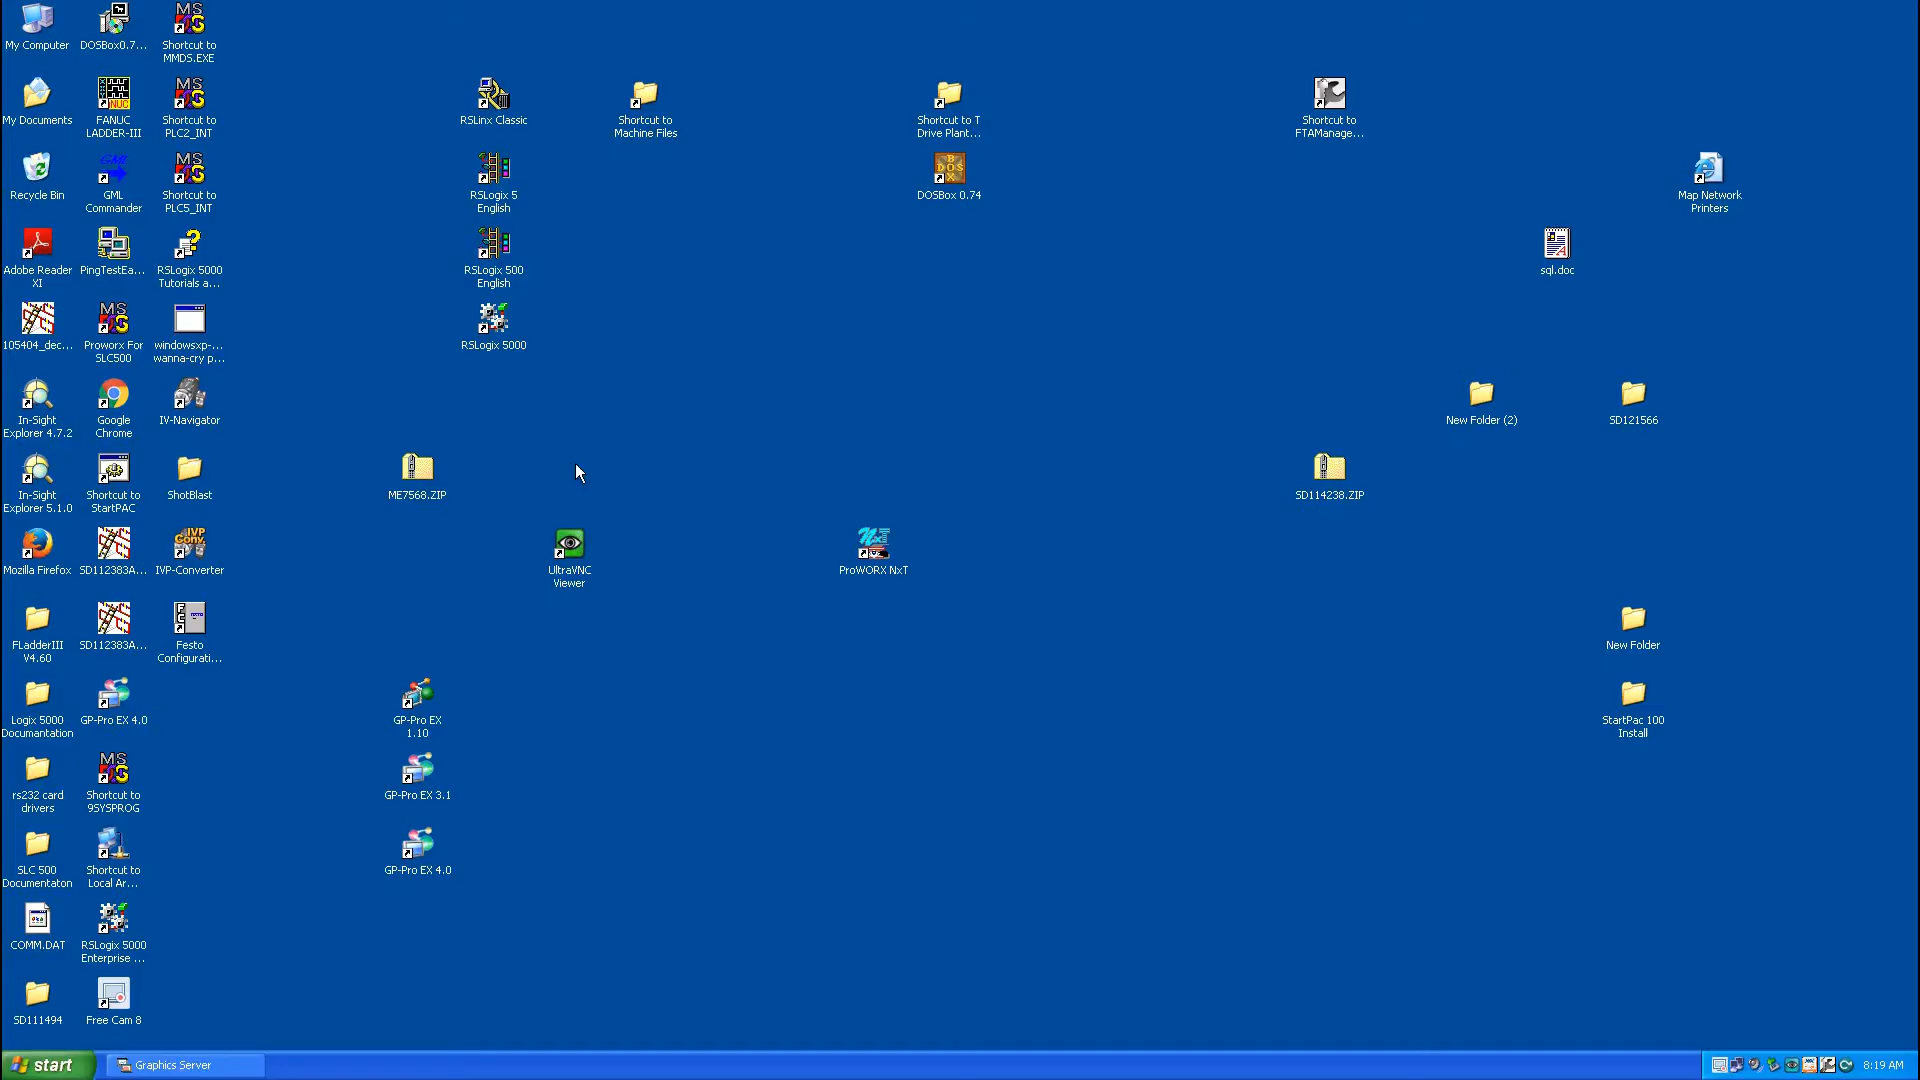 My Computer
DOSBox0.7...
Shortcut to
MMDS.EXE
My Documents
FANUC
LADDER-III
Shortcut to
PLC2_INT
RSLinx Classic
Shortcut to
Machine Files
Shortcut to T
Drive Plant...
Shortcut to
FTAManage...
Recycle Bin
GML
Commander
Shortcut to
PLC5_INT
RSLogix 5
English
DOSBox 0.74
Map Network
Printers
Adobe Reader
XI
PingTestEa...
RSLogix 5000
Tutorials a...
RSLogix 500
English
sql.doc
105404_dec...
Proworx For
SLC500
windowsxp-...
wanna-cry p...
RSLogix 5000
In-Sight
Explorer 4.7.2
Google
Chrome
IV-Navigator
New Folder (2)
SD121566
In-Sight
Explorer 5.1.0
Shortcut to
StartPAC
ShotBlast
ME7568.ZIP
SD114238.ZIP
Mozilla Firefox
SD112383A...
IVP-Converter
UltraVNC
Viewer
ProWORX NxT
FLadderIII
V4.60
SD112383A...
Festo
Configurati...
New Folder
Logix 5000
Documantation
GP-Pro EX 4.0
GP-Pro EX
1.10
StartPac 100
Install
rs232 card
drivers
Shortcut to
9SYSPROG
GP-Pro EX 3.1
SLC 500
Documentaton
Shortcut to
Local Ar...
GP-Pro EX 4.0
COMM.DAT
RSLogix 5000
Enterprise ...
SD111494
Free Cam 8
start
Graphics Server
8:19 AM